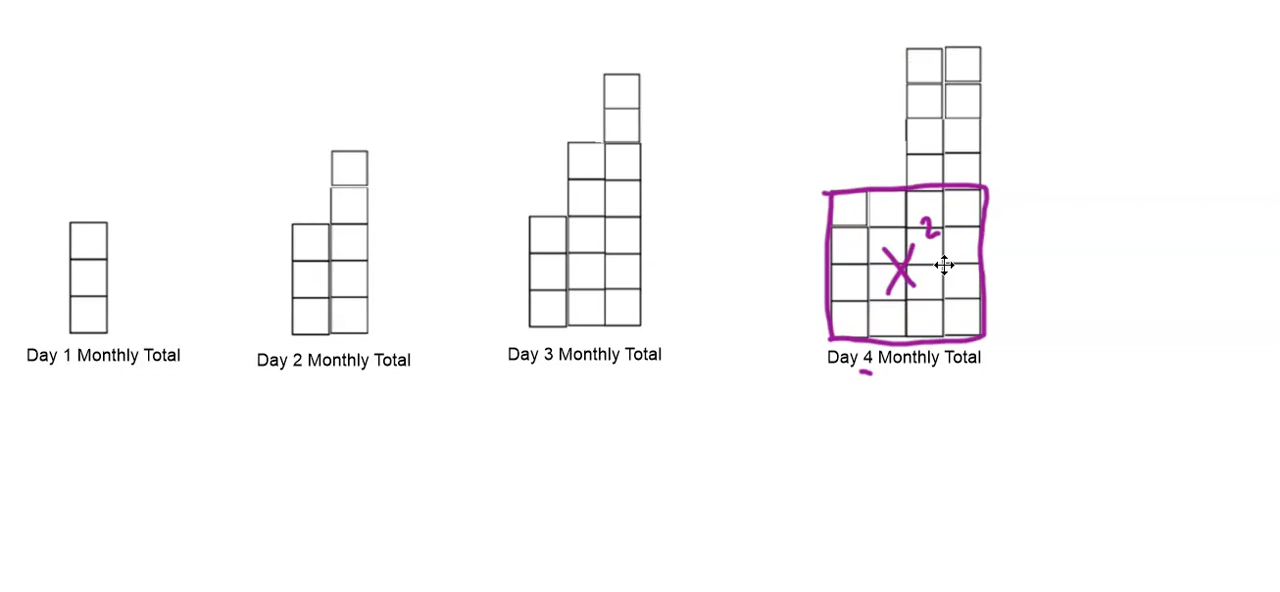 X²
Day 1 Monthly Total
Day 2 Monthly Total
Day 3 Monthly Total
Day 4 Monthly Total